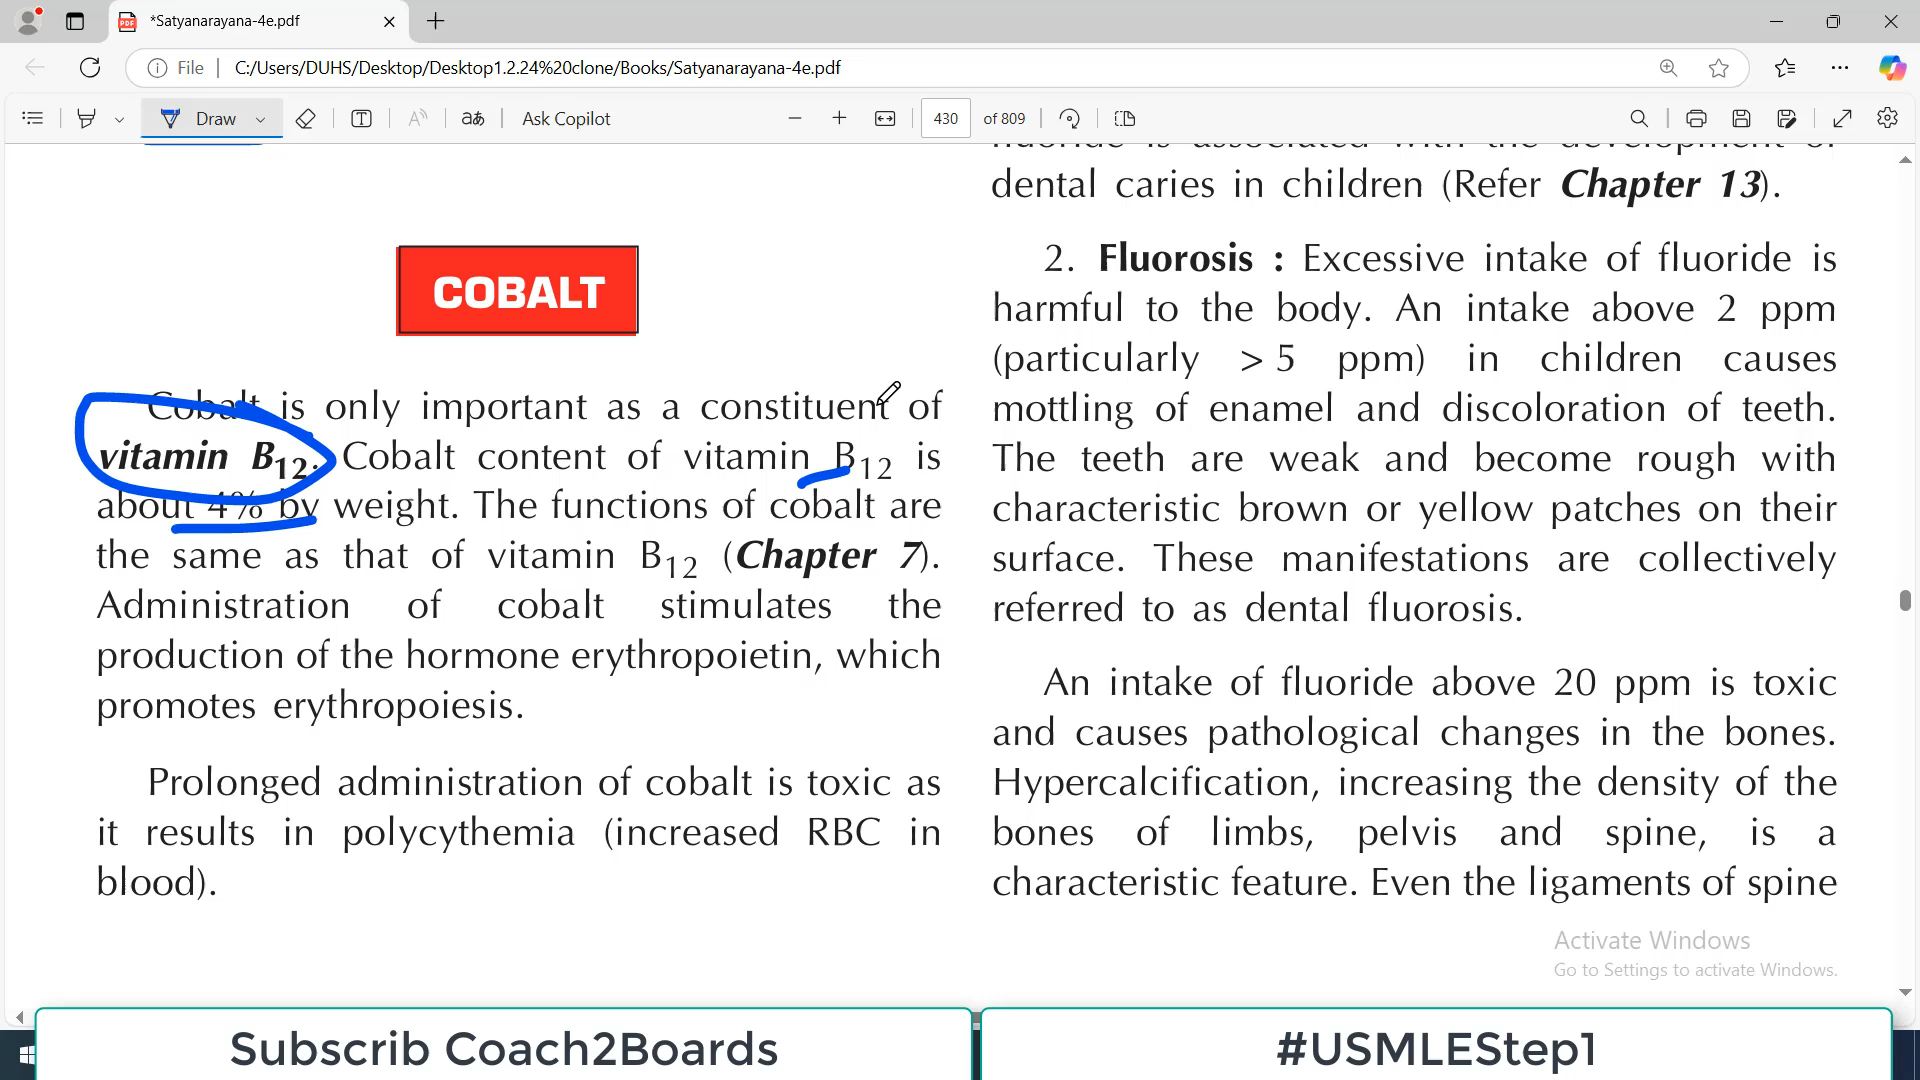 *Satyanarayana-4e.pdf
File
C:/Users/DUHS/Desktop/Desktop1.2.24%20clone/Books/Satyanarayana-4e.pdf
Draw
Ask Copilot
430 of 809
COBALT
Cobalt is only important as a constituent of
vitamin B12. Cobalt content of vitamin B12 is
about 4% by weight. The functions of cobalt are
the same as that of vitamin B12 (Chapter 7).
Administration of cobalt stimulates the
production of the hormone erythropoietin, which
promotes erythropoiesis.
Prolonged administration of cobalt is toxic as
it results in polycythemia (increased RBC in
blood).
fluoride is associated with the development of
dental caries in children (Refer Chapter 13).
2. Fluorosis : Excessive intake of fluoride is
harmful to the body. An intake above 2 ppm
(particularly > 5 ppm) in children causes
mottling of enamel and discoloration of teeth.
The teeth are weak and become rough with
characteristic brown or yellow patches on their
surface. These manifestations are collectively
referred to as dental fluorosis.
An intake of fluoride above 20 ppm is toxic
and causes pathological changes in the bones.
Hypercalcification, increasing the density of the
bones of limbs, pelvis and spine, is a
characteristic feature. Even the ligaments of spine
Activate Windows
Go to Settings to activate Windows.
Subscrib Coach2Boards
#USMLEStep1